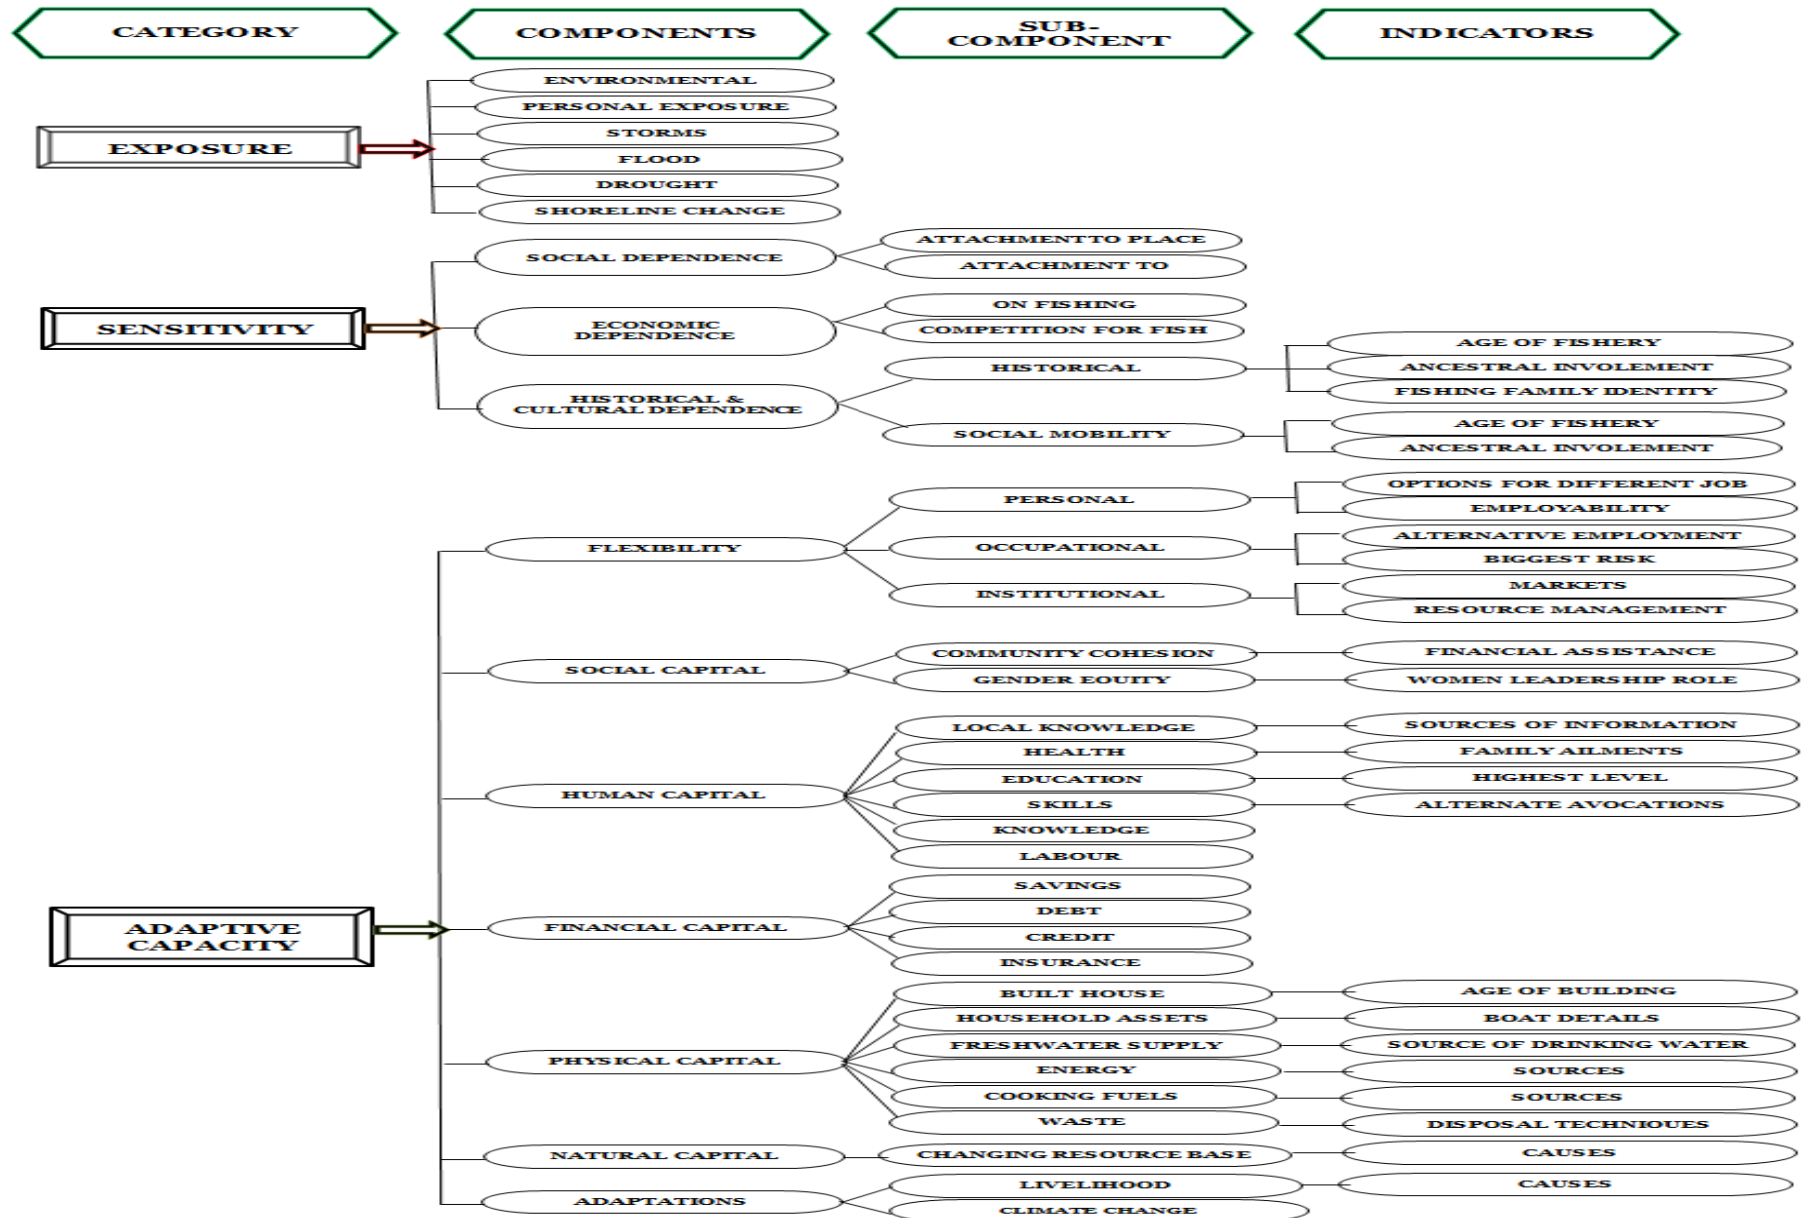 CATEGORY
COMPONENTS
SUB-
COMPONENT
INDICATORS
EXPOSURE
ENVIRONMENTAL
PERSONAL EXPOSURE
STORMS
FLOOD
DROUGHT
SHORELINE CHANGE
SENSITIVITY
SOCIAL DEPENDENCE
ATTACHMENT TO PLACE
ATTACHMENT TO
ECONOMIC
DEPENDENCE
ON FISHING
COMPETITION FOR FISH
HISTORICAL &
CULTURAL DEPENDENCE
HISTORICAL
AGE OF FISHERY
ANCESTRAL INVOLEMENT
FISHING FAMILY IDENTITY
SOCIAL MOBILITY
AGE OF FISHERY
ANCESTRAL INVOLEMENT
ADAPTIVE
CAPACITY
FLEXIBILITY
PERSONAL
OPTIONS FOR DIFFERENT JOB
EMPLOYABILITY
OCCUPATIONAL
ALTERNATIVE EMPLOYMENT
BIGGEST RISK
INSTITUTIONAL
MARKETS
RESOURCE MANAGEMENT
SOCIAL CAPITAL
COMMUNITY COHESION
FINANCIAL ASSISTANCE
GENDER EQUITY
WOMEN LEADERSHIP ROLE
HUMAN CAPITAL
LOCAL KNOWLEDGE
SOURCES OF INFORMATION
HEALTH
FAMILY AILMENTS
EDUCATION
HIGHEST LEVEL
SKILLS
ALTERNATE AVOCATIONS
KNOWLEDGE
LABOUR
FINANCIAL CAPITAL
SAVINGS
DEBT
CREDIT
INSURANCE
PHYSICAL CAPITAL
BUILT HOUSE
AGE OF BUILDING
HOUSEHOLD ASSETS
BOAT DETAILS
FRESHWATER SUPPLY
SOURCE OF DRINKING WATER
ENERGY
SOURCES
COOKING FUELS
SOURCES
WASTE
DISPOSAL TECHNIQUES
NATURAL CAPITAL
CHANGING RESOURCE BASE
CAUSES
ADAPTATIONS
LIVELIHOOD
CAUSES
CLIMATE CHANGE